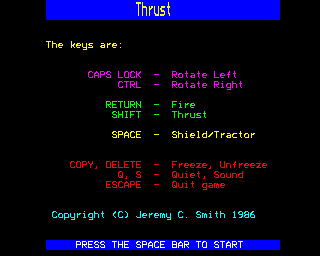 Thrust
The keys are:
CAPS LOCK - Rotate Left
CTRL - Rotate Right
RETURN - Fire
SHIFT - Thrust
SPACE - Shield/Tractor
COPY, DELETE - Freeze, Unfreeze
Q, S - Quiet, Sound
ESCAPE - Quit game
Copyright (C) Jeremy C. Smith 1986
PRESS THE SPACE BAR TO START